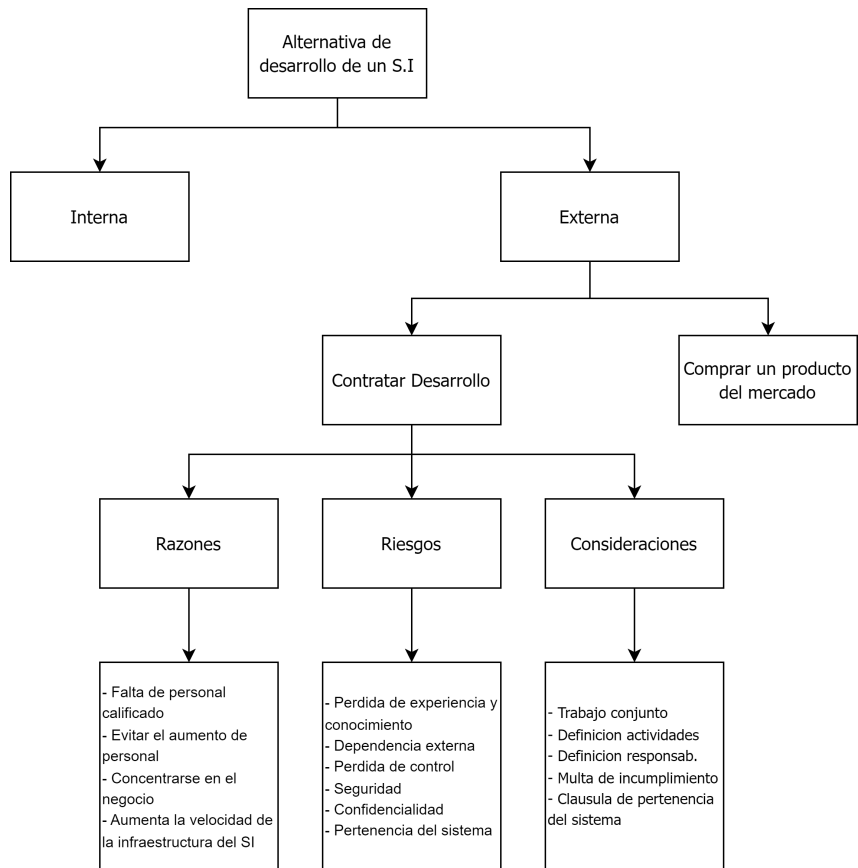 Alternativa de
desarrollo de un S.I
Interna
Externa
Contratar Desarrollo
Comprar un producto
del mercado
Razones
Riesgos
Consideraciones
- Falta de personal
calificado
- Evitar el aumento de
personal
- Concentrarse en el
negocio
- Aumenta la velocidad de
la infraestructura del SI
- Perdida de experiencia y
conocimiento
- Dependencia externa
- Perdida de control
- Seguridad
- Confidencialidad
- Pertenencia del sistema
- Trabajo conjunto
- Definicion actividades
- Definicion responsab.
- Multa de incumplimiento
- Clausula de pertenencia
del sistema